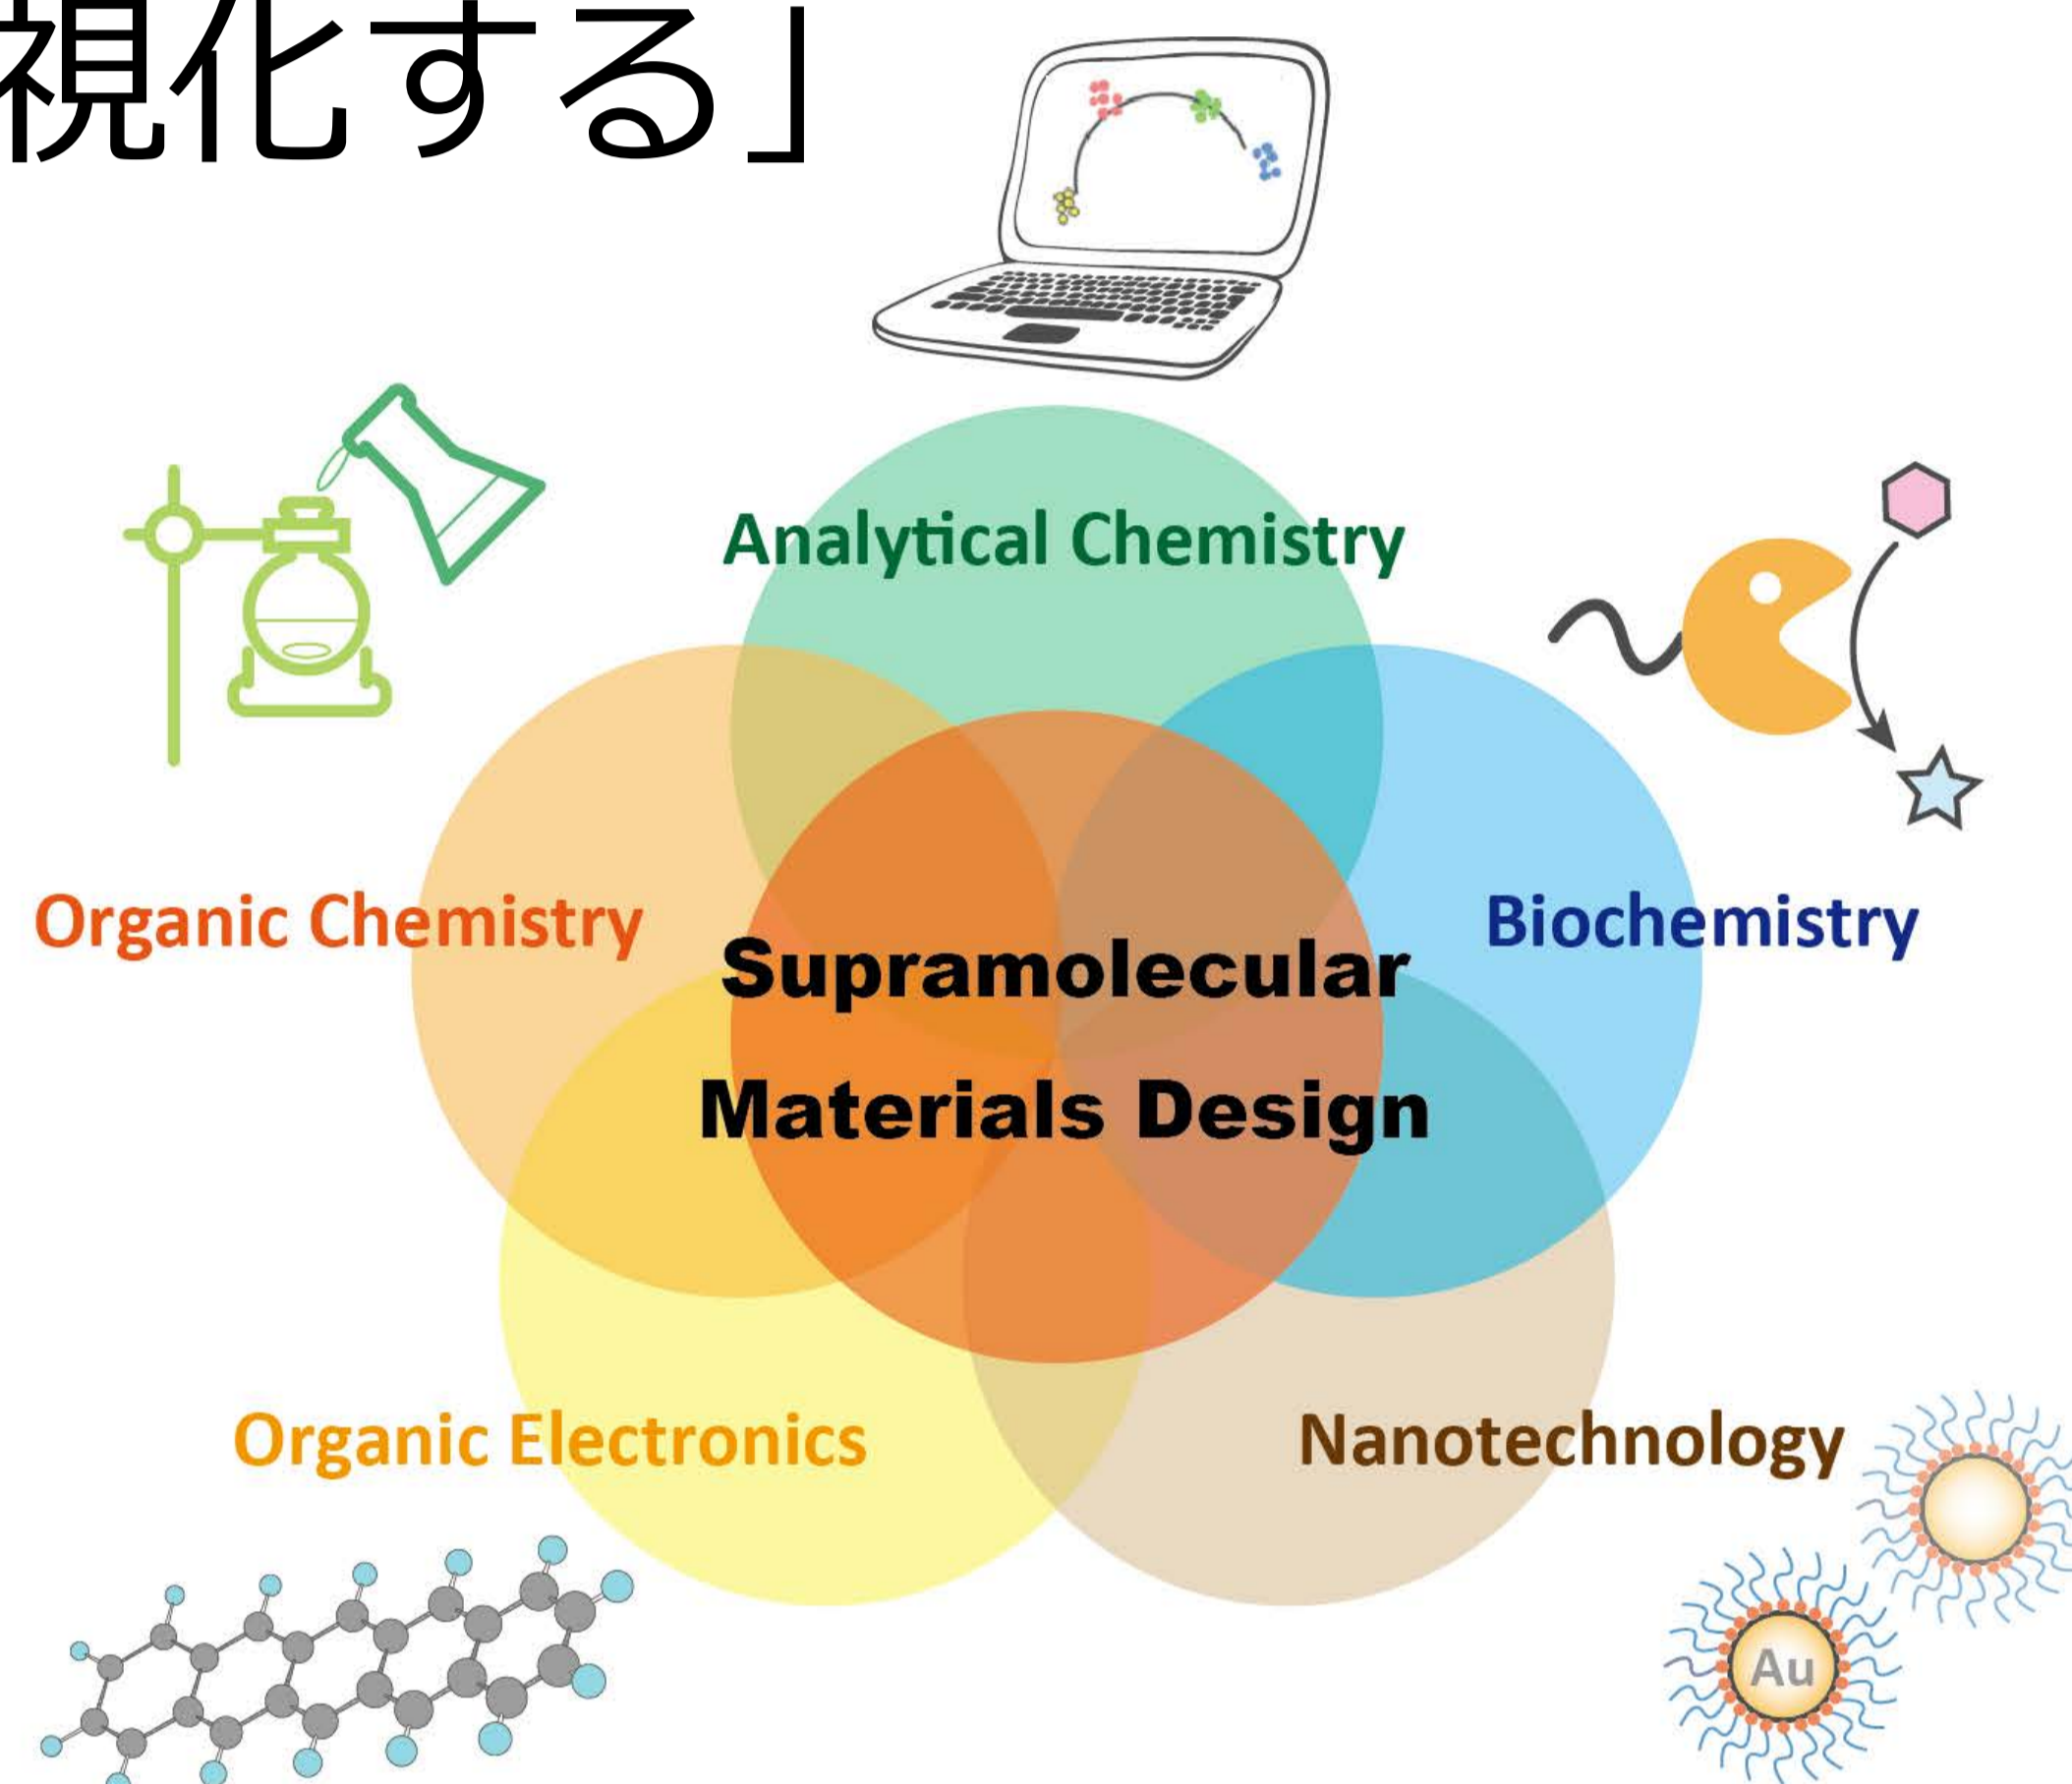 視化する」
Analytical Chemistry
Organic Chemistry
Biochemistry
Supramolecular
Materials Design
Organic Electronics
Nanotechnology
Au